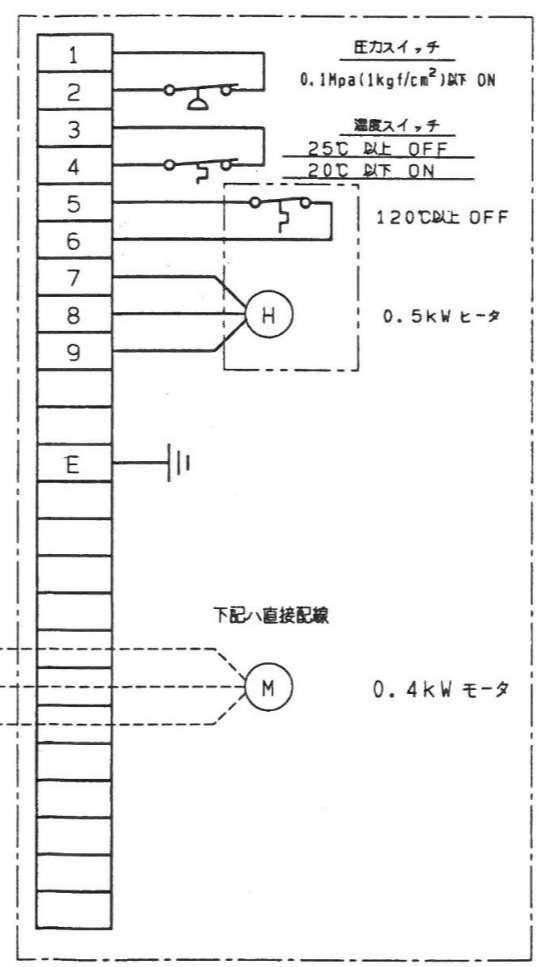 1
圧力スイッチ
2
0.1Mpa(1kgf/cm²)以下 ON
3
温度スイッチ
25℃ 以上 OFF
4
20℃ 以下 ON
5
120℃以上 OFF
6
7
8
H
0.5kW ヒータ
9
E
下記ハ直接配線
M
0.4kW モータ